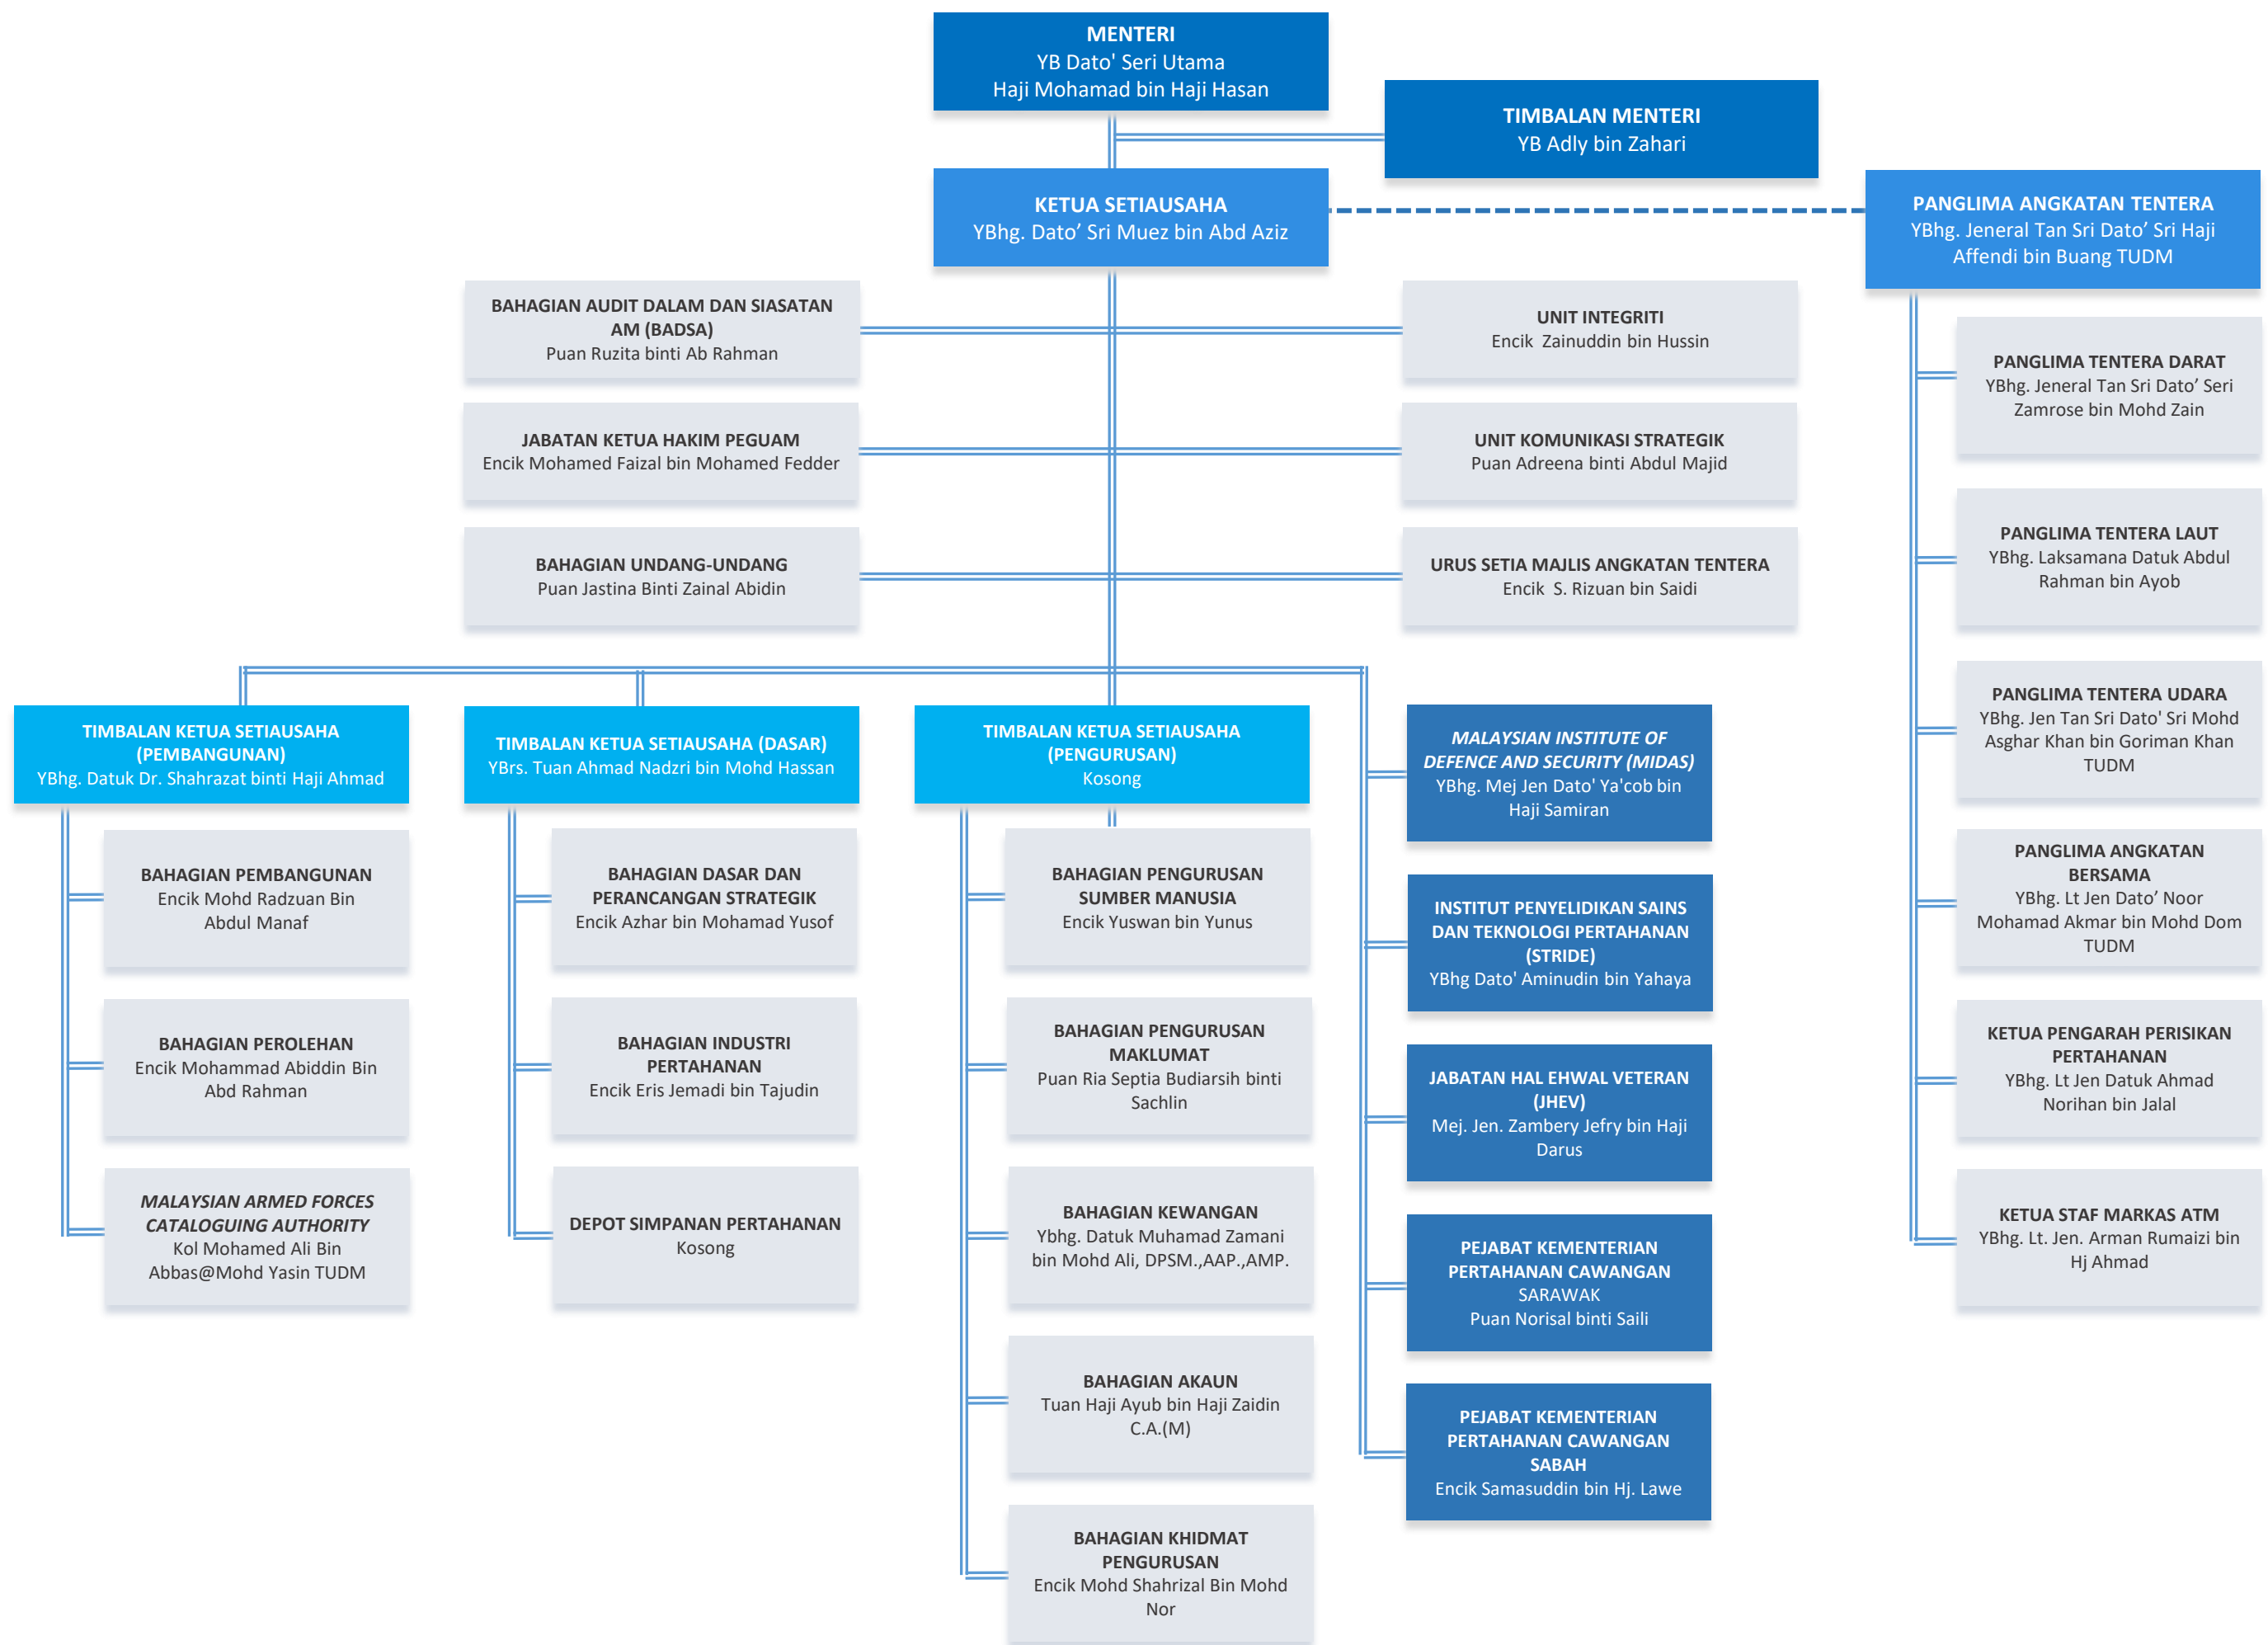 MENTERI
YB Dato' Seri Utama
Haji Mohamad bin Haji Hasan
TIMBALAN MENTERI
YB Adly bin Zahari
KETUA SETIAUSAHA
YBhg. Dato’ Sri Muez bin Abd Aziz
PANGLIMA ANGKATAN TENTERA
YBhg. Jeneral Tan Sri Dato’ Sri Haji
Affendi bin Buang TUDM
BAHAGIAN AUDIT DALAM DAN SIASATAN
AM (BADSA)
Puan Ruzita binti Ab Rahman
UNIT INTEGRITI
Encik Zainuddin bin Hussin
JABATAN KETUA HAKIM PEGUAM
Encik Mohamed Faizal bin Mohamed Fedder
UNIT KOMUNIKASI STRATEGIK
Puan Adreena binti Abdul Majid
BAHAGIAN UNDANG-UNDANG
Puan Jastina Binti Zainal Abidin
URUS SETIA MAJLIS ANGKATAN TENTERA
Encik S. Rizuan bin Saidi
TIMBALAN KETUA SETIAUSAHA
(PEMBANGUNAN)
YBhg. Datuk Dr. Shahrazat binti Haji Ahmad
BAHAGIAN PEMBANGUNAN
Encik Mohd Radzuan Bin
Abdul Manaf
BAHAGIAN PEROLEHAN
Encik Mohammad Abiddin Bin
Abd Rahman
MALAYSIAN ARMED FORCES
CATALOGUING AUTHORITY
Kol Mohamed Ali Bin
Abbas@Mohd Yasin TUDM
TIMBALAN KETUA SETIAUSAHA (DASAR)
YBrs. Tuan Ahmad Nadzri bin Mohd Hassan
BAHAGIAN DASAR DAN
PERANCANGAN STRATEGIK
Encik Azhar bin Mohamad Yusof
BAHAGIAN INDUSTRI
PERTAHANAN
Encik Eris Jemadi bin Tajudin
DEPOT SIMPANAN PERTAHANAN
Kosong
TIMBALAN KETUA SETIAUSAHA
(PENGURUSAN)
Kosong
BAHAGIAN PENGURUSAN
SUMBER MANUSIA
Encik Yuswan bin Yunus
BAHAGIAN PENGURUSAN
MAKLUMAT
Puan Ria Septia Budiarsih binti
Sachlin
BAHAGIAN KEWANGAN
Ybhg. Datuk Muhamad Zamani
bin Mohd Ali, DPSM.,AAP.,AMP.
BAHAGIAN AKAUN
Tuan Haji Ayub bin Haji Zaidin
C.A.(M)
BAHAGIAN KHIDMAT
PENGURUSAN
Encik Mohd Shahrizal Bin Mohd
Nor
MALAYSIAN INSTITUTE OF
DEFENCE AND SECURITY (MIDAS)
YBhg. Mej Jen Dato' Ya'cob bin
Haji Samiran
INSTITUT PENYELIDIKAN SAINS
DAN TEKNOLOGI PERTAHANAN
(STRIDE)
YBhg Dato' Aminudin bin Yahaya
JABATAN HAL EHWAL VETERAN
(JHEV)
Mej. Jen. Zambery Jefry bin Haji
Darus
PEJABAT KEMENTERIAN
PERTAHANAN CAWANGAN
SARAWAK
Puan Norisal binti Saili
PEJABAT KEMENTERIAN
PERTAHANAN CAWANGAN
SABAH
Encik Samasuddin bin Hj. Lawe
PANGLIMA TENTERA DARAT
YBhg. Jeneral Tan Sri Dato’ Seri
Zamrose bin Mohd Zain
PANGLIMA TENTERA LAUT
YBhg. Laksamana Datuk Abdul
Rahman bin Ayob
PANGLIMA TENTERA UDARA
YBhg. Jen Tan Sri Dato' Sri Mohd
Asghar Khan bin Goriman Khan
TUDM
PANGLIMA ANGKATAN
BERSAMA
YBhg. Lt Jen Dato’ Noor
Mohamad Akmar bin Mohd Dom
TUDM
KETUA PENGARAH PERISIKAN
PERTAHANAN
YBhg. Lt Jen Datuk Ahmad
Norihan bin Jalal
KETUA STAF MARKAS ATM
YBhg. Lt. Jen. Arman Rumaizi bin
Hj Ahmad